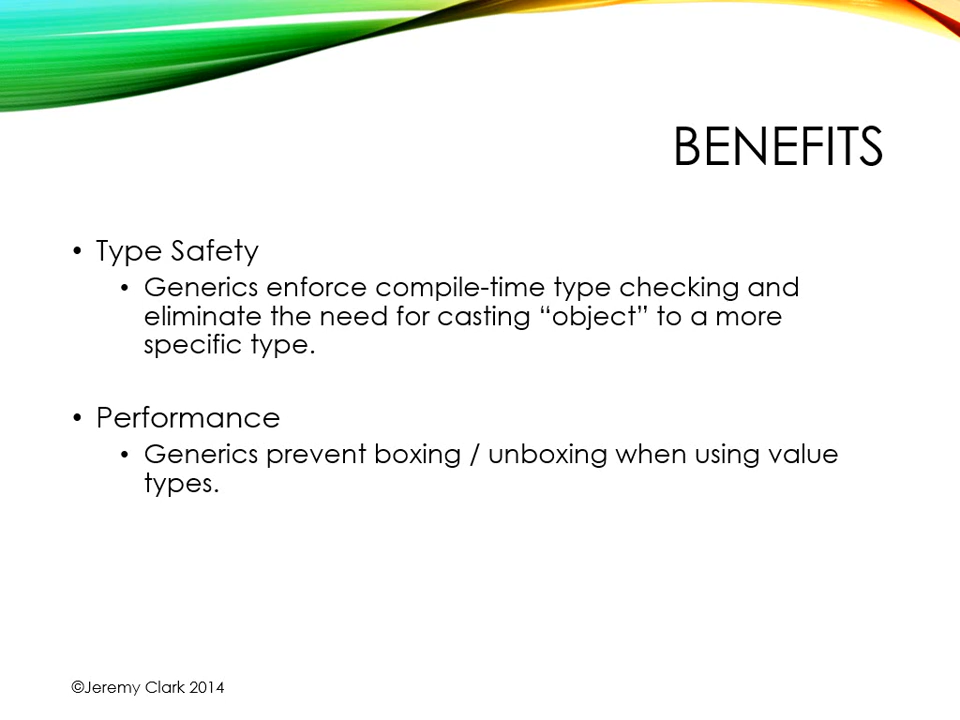 BENEFITS
• Type Safety
• Generics enforce compile-time type checking and
eliminate the need for casting “object” to a more
specific type.
• Performance
• Generics prevent boxing / unboxing when using value
types.
©Jeremy Clark 2014